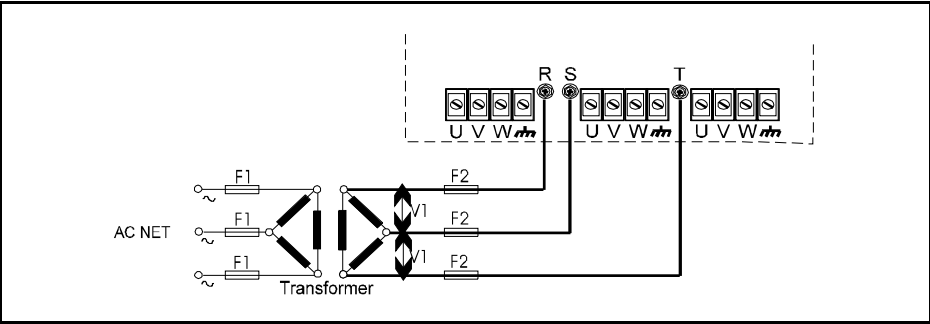 R S T
U V W U V W U V W
F1 F2
V1
F1 F2
AC NET
V1
F1 F2
Transformer